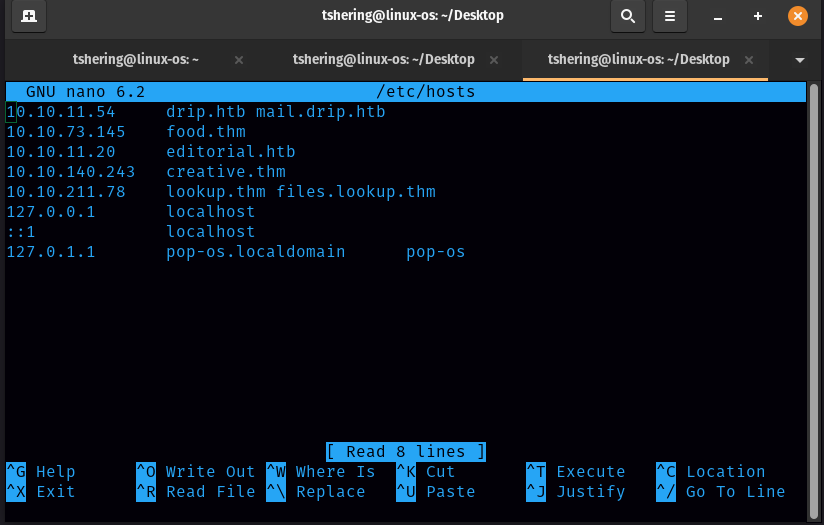 tshering@linux-os: ~/Desktop
tshering@linux-os: ~ × tshering@linux-os: ~/Desktop × tshering@linux-os: ~/Desktop ×
GNU nano 6.2 /etc/hosts
10.10.11.54 drip.htb mail.drip.htb
10.10.73.145 food.thm
10.10.11.20 editorial.htb
10.10.140.243 creative.thm
10.10.211.78 lookup.thm files.lookup.thm
127.0.0.1 localhost
::1 localhost
127.0.1.1 pop-os.localdomain pop-os
[ Read 8 lines ]
^G Help ^O Write Out ^W Where Is ^K Cut ^T Execute ^C Location
^X Exit ^R Read File ^\ Replace ^U Paste ^J Justify ^/ Go To Line